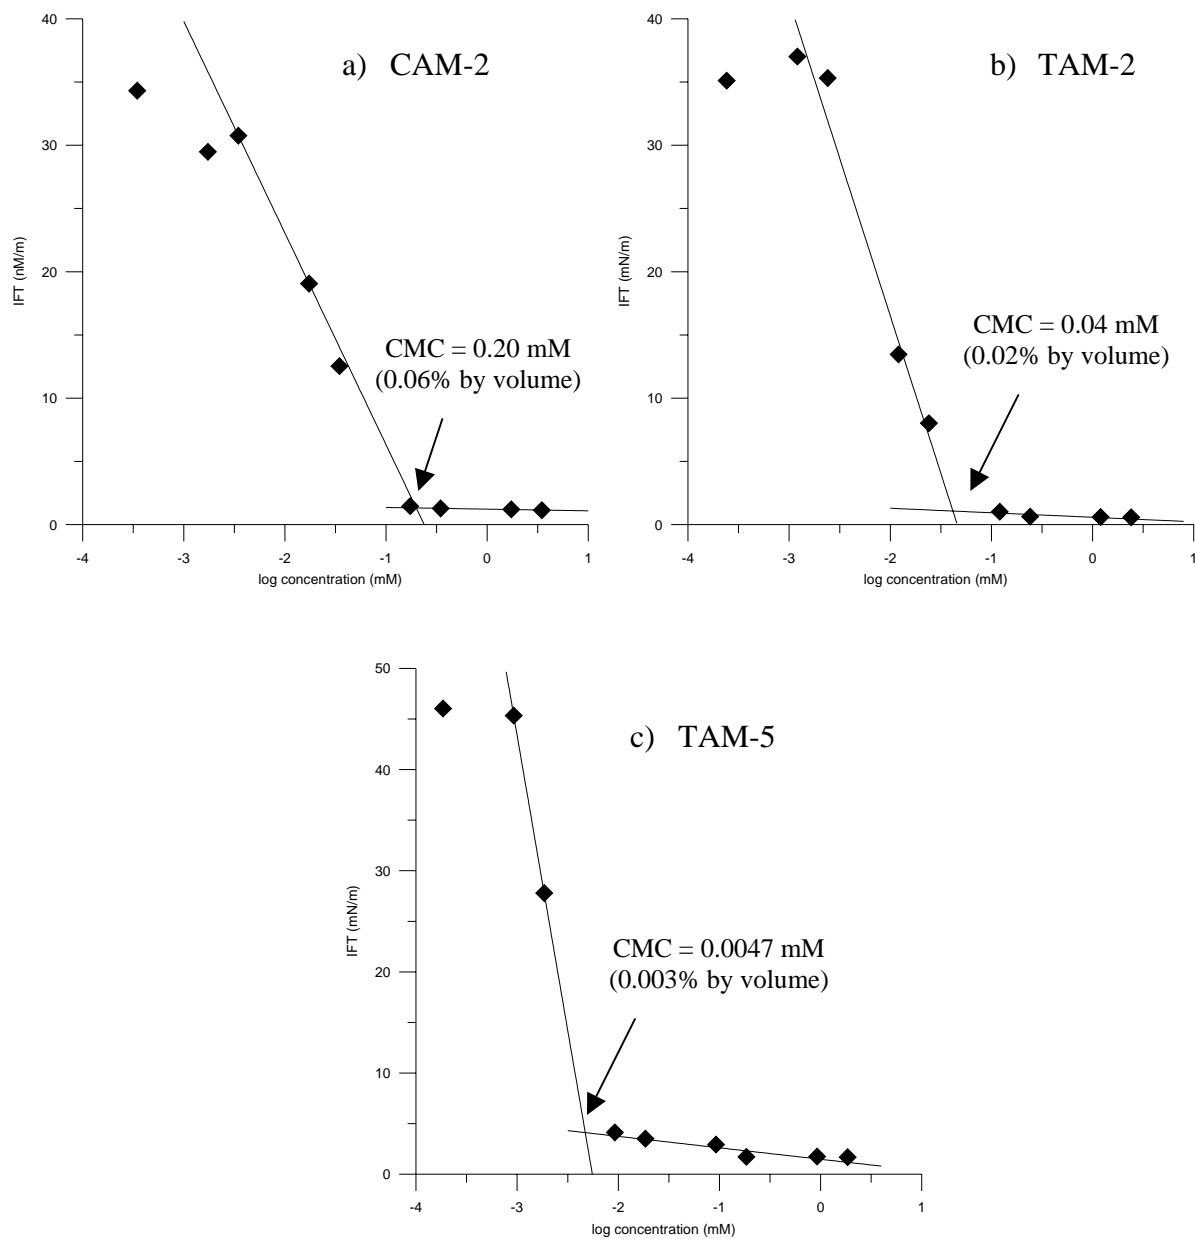 a) CAM-2
40
30
20
10
0
IFT (nM/m)
CMC = 0.20 mM
(0.06% by volume)
-4 -3 -2 -1 0 1
log concentration (mM)
b) TAM-2
40
30
20
10
0
IFT (mN/m)
CMC = 0.04 mM
(0.02% by volume)
-4 -3 -2 -1 0 1
log concentration (mM)
c) TAM-5
50
40
30
20
10
0
IFT (mN/m)
CMC = 0.0047 mM
(0.003% by volume)
-4 -3 -2 -1 0 1
log concentration (mM)